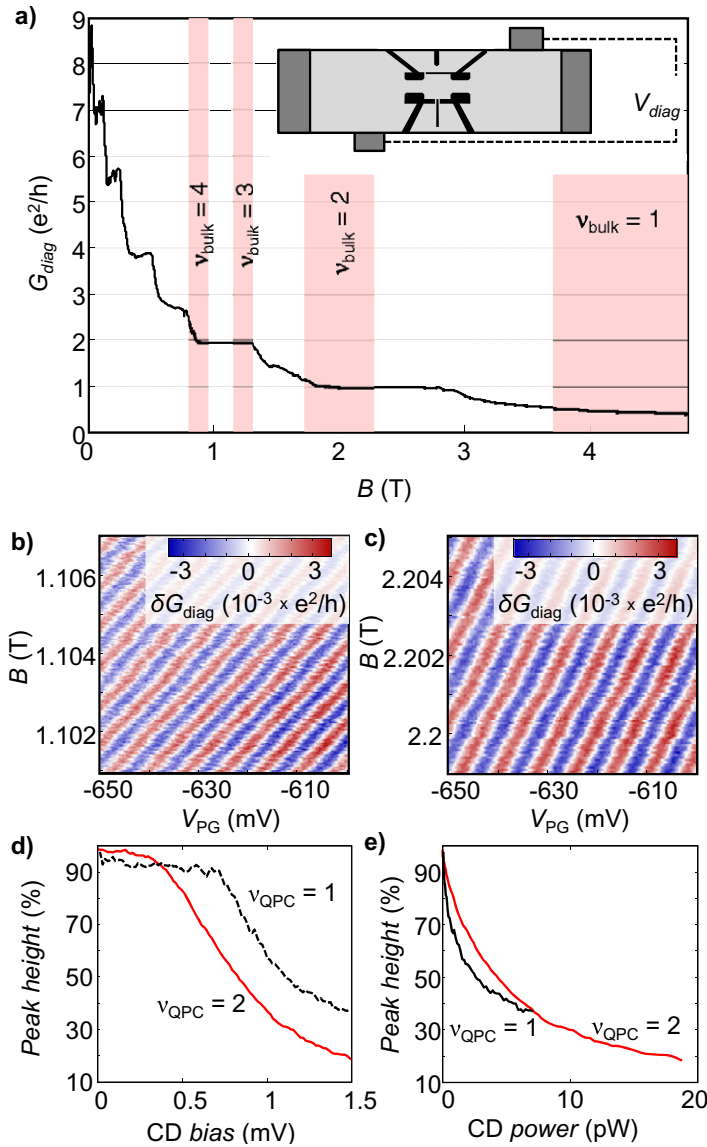 a)
9
8
7
6
5
4
3
2
1
0
G_diag (e²/h)
ν_bulk = 4
ν_bulk = 3
ν_bulk = 2
ν_bulk = 1
V_diag
0 1 2 3 4
B (T)
b)
-3 0 3
δG_diag (10⁻³ x e²/h)
1.106
1.104
1.102
B (T)
-650 -630 -610
V_PG (mV)
c)
-3 0 3
δG_diag (10⁻³ x e²/h)
2.204
2.202
2.2
B (T)
-650 -630 -610
V_PG (mV)
d)
90
70
50
30
10
Peak height (%)
ν_QPC = 1
ν_QPC = 2
0 0.5 1 1.5
CD bias (mV)
e)
90
70
50
30
10
Peak height (%)
ν_QPC = 1
ν_QPC = 2
0 10 20
CD power (pW)